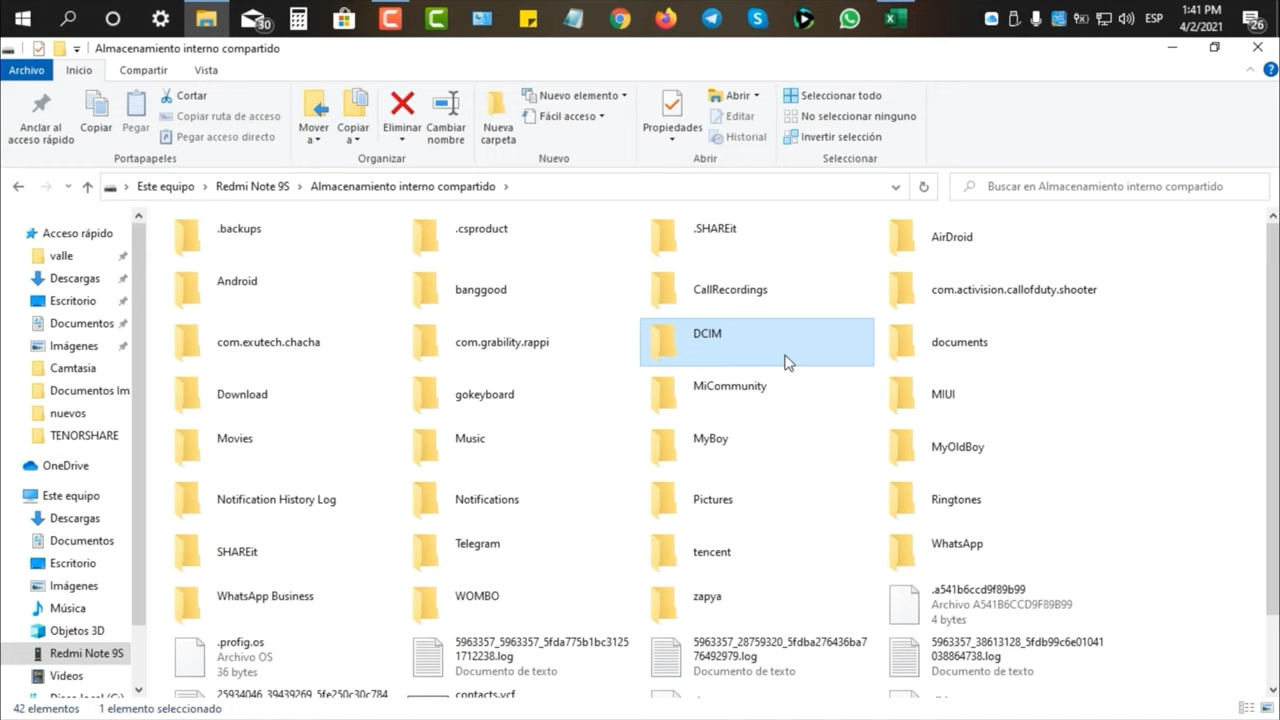 30
ESP
1:41 PM
4/2/2021
26
Almacenamiento interno compartido
Archivo
Inicio
Compartir
Vista
Anclar al
acceso rápido
Copiar
Pegar
Cortar
Copiar ruta de acceso
Pegar acceso directo
Portapapeles
Mover
a
Copiar
a
Eliminar
Cambiar
nombre
Organizar
Nueva
carpeta
Nuevo elemento
Fácil acceso
Nuevo
Propiedades
Abrir
Editar
Historial
Abrir
Seleccionar todo
No seleccionar ninguno
Invertir selección
Seleccionar
Este equipo
Redmi Note 9S
Almacenamiento interno compartido
Buscar en Almacenamiento interno compartido
Acceso rápido
valle
Descargas
Escritorio
Documentos
Imágenes
Camtasia
Documentos Im
nuevos
TENORSHARE
OneDrive
Este equipo
Descargas
Documentos
Escritorio
Imágenes
Música
Objetos 3D
Redmi Note 9S
Videos
.backups
.csproduct
.SHAREit
AirDroid
Android
banggood
CallRecordings
com.activision.callofduty.shooter
com.exutech.chacha
com.grability.rappi
DCIM
documents
Download
gokeyboard
MiCommunity
MIUI
Movies
Music
MyBoy
MyOldBoy
Notification History Log
Notifications
Pictures
Ringtones
SHAREit
Telegram
tencent
WhatsApp
WhatsApp Business
WOMBO
zapya
.a541b6ccd9f89b99
Archivo A541B6CCD9F89B99
4 bytes
.profig.os
Archivo OS
36 bytes
5963357_5963357_5fda775b1bc3125
1712238.log
Documento de texto
5963357_28759320_5fdba276436ba7
76492979.log
Documento de texto
5963357_38613128_5fdb99c6e01041
038864738.log
Documento de texto
25934046_39439269_5fe250c30c784
contacts.vcf
42 elementos
1 elemento seleccionado